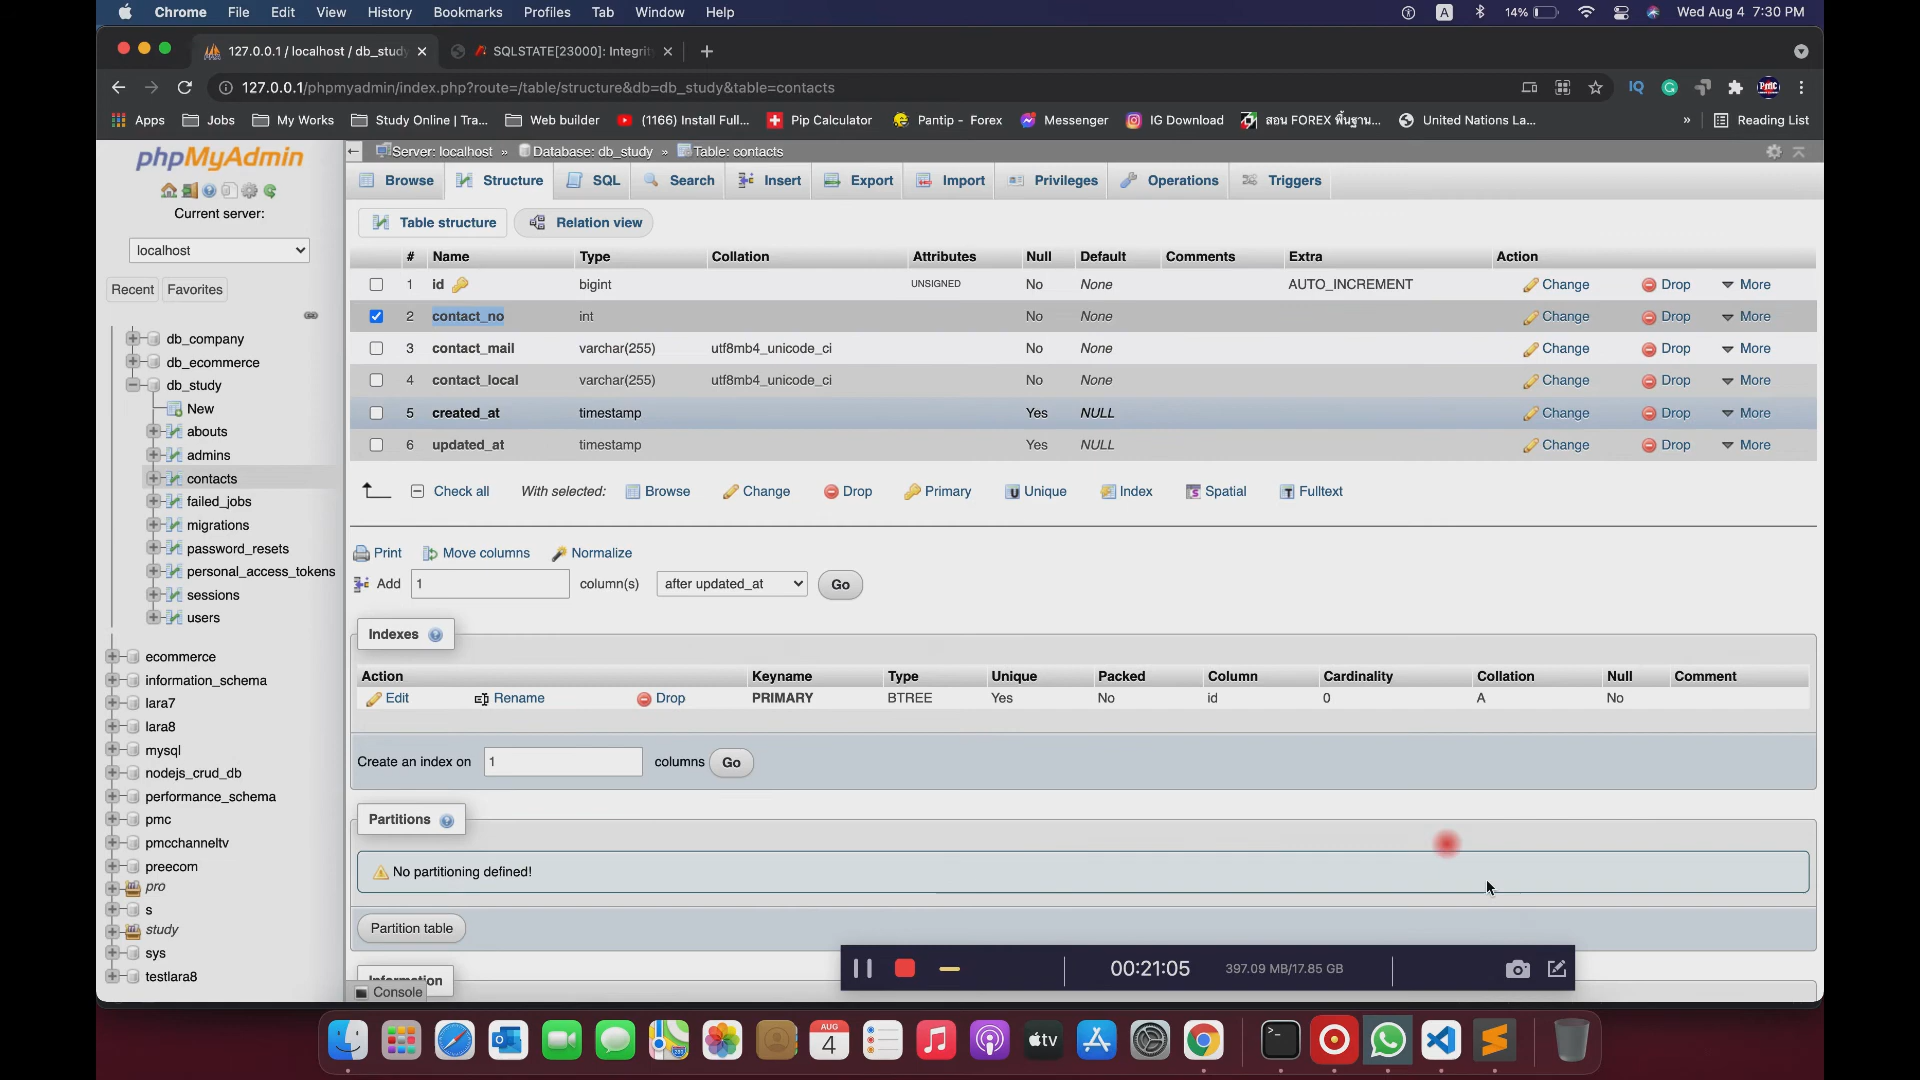 Chrome File Edit View History Bookmarks Profiles Tab Window Help A 14% Wed Aug 4 7:30 PM
127.0.0.1 / localhost / db_study SQLSTATE[23000]: Integrit
127.0.0.1/phpmyadmin/index.php?route=/table/structure&db=db_study&table=contacts IQ G PMC
Apps Jobs My Works Study Online | Tra... Web builder (1166) Install Full... Pip Calculator Pantip - Forex Messenger IG Download สอน FOREX พื้นฐาน... United Nations La... » Reading List
phpMyAdmin
Current server:
localhost
Recent Favorites
db_company
db_ecommerce
db_study
New
abouts
admins
contacts
failed_jobs
migrations
password_resets
personal_access_tokens
sessions
users
ecommerce
information_schema
lara7
lara8
mysql
nodejs_crud_db
performance_schema
pmc
pmcchanneltv
preecom
pro
s
study
sys
testlara8
Server: localhost » Database: db_study » Table: contacts
Browse Structure SQL Search Insert Export Import Privileges Operations Triggers
Table structure Relation view
# Name Type Collation Attributes Null Default Comments Extra Action
1 id bigint UNSIGNED No None AUTO_INCREMENT Change Drop More
2 contact_no int No None Change Drop More
3 contact_mail varchar(255) utf8mb4_unicode_ci No None Change Drop More
4 contact_local varchar(255) utf8mb4_unicode_ci No None Change Drop More
5 created_at timestamp Yes NULL Change Drop More
6 updated_at timestamp Yes NULL Change Drop More
Check all With selected: Browse Change Drop Primary Unique Index Spatial Fulltext
Print Move columns Normalize
Add 1 column(s) after updated_at Go
Indexes
Action Keyname Type Unique Packed Column Cardinality Collation Null Comment
Edit Rename Drop PRIMARY BTREE Yes No id 0 A No
Create an index on 1 columns Go
Partitions
No partitioning defined!
Partition table
Information
Console
00:21:05 397.09 MB/17.85 GB
AUG
4
tv